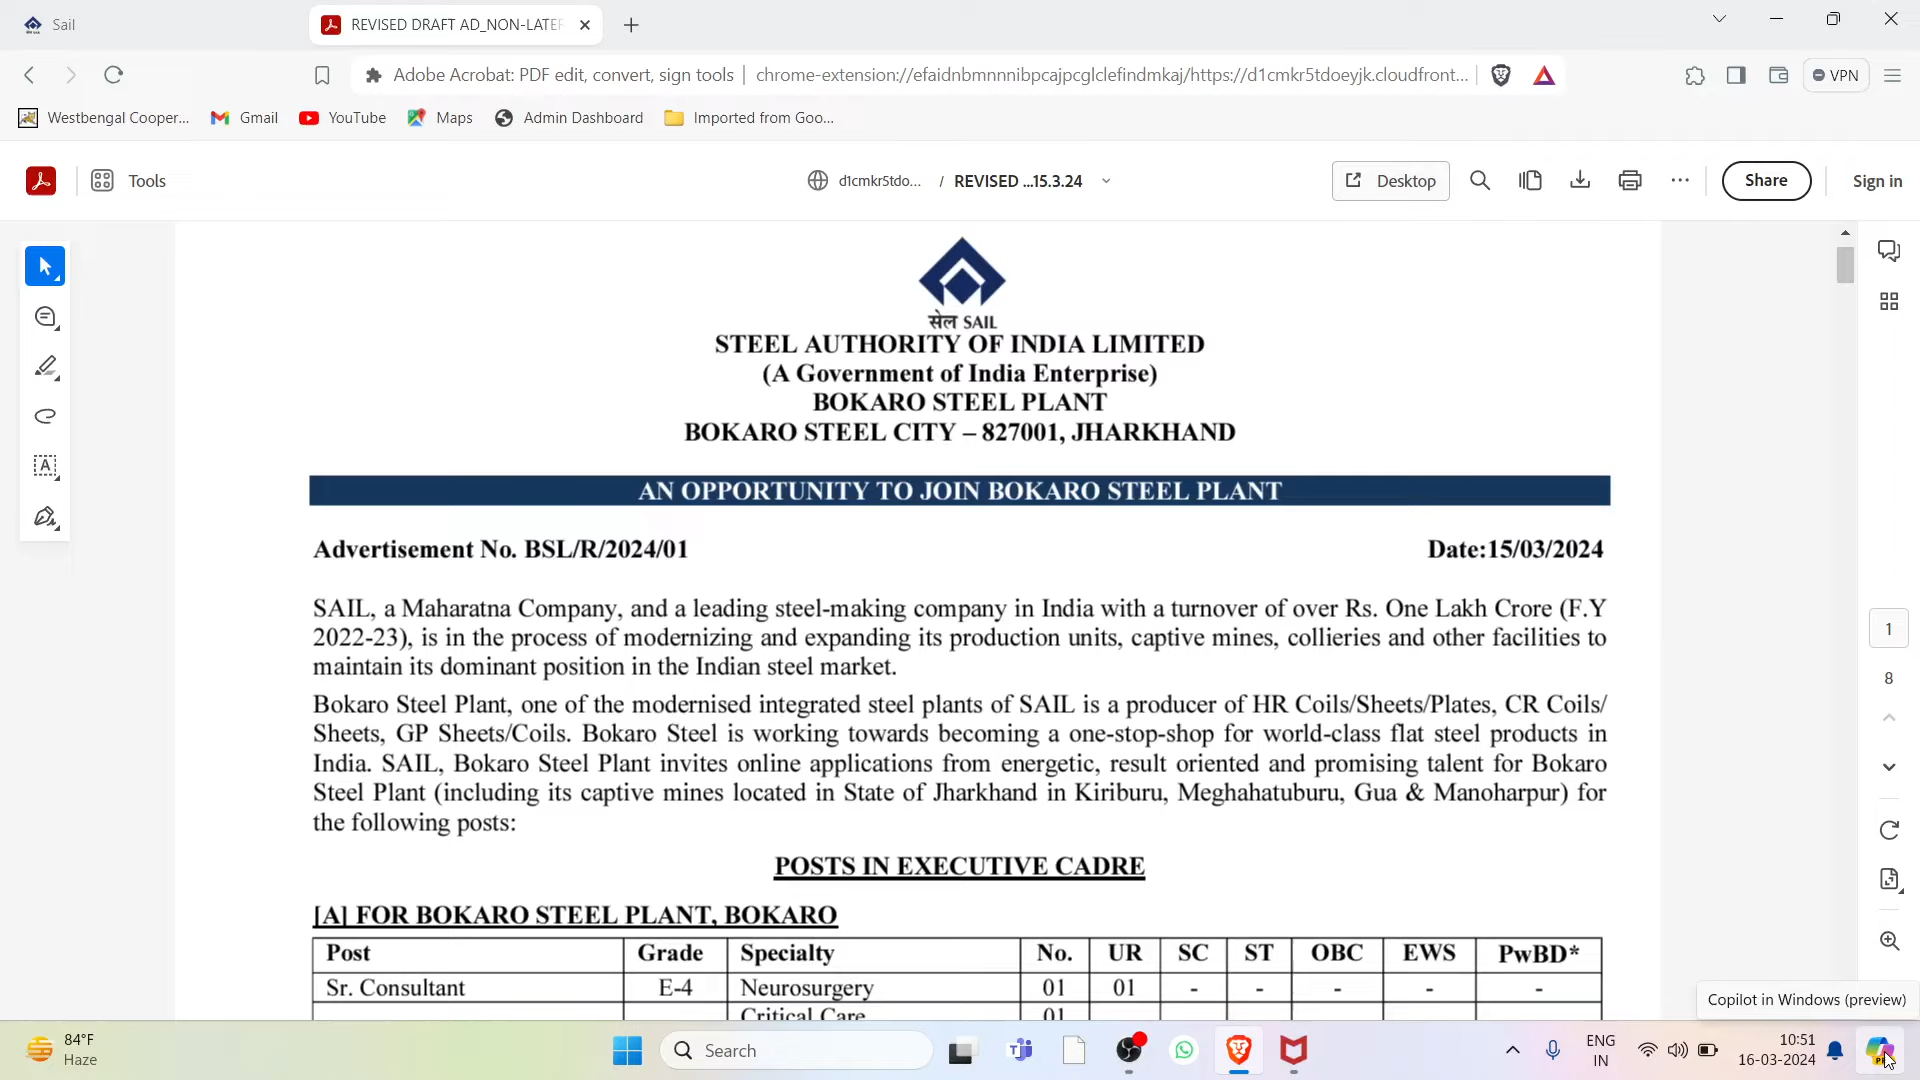 Sail
REVISED DRAFT AD_NON-LATE
Adobe Acrobat: PDF edit, convert, sign tools
chrome-extension://efaidnbmnnnibpcajpcglclefindmkaj/https://d1cmkr5tdoeyjk.cloudfront...
VPN
Westbengal Cooper...
Gmail
YouTube
Maps
Admin Dashboard
Imported from Goo...
Tools
d1cmkr5tdo... / REVISED ...15.3.24
Desktop
Share
Sign in
सेल SAIL
STEEL AUTHORITY OF INDIA LIMITED
(A Government of India Enterprise)
BOKARO STEEL PLANT
BOKARO STEEL CITY – 827001, JHARKHAND
AN OPPORTUNITY TO JOIN BOKARO STEEL PLANT
Advertisement No. BSL/R/2024/01 Date:15/03/2024
SAIL, a Maharatna Company, and a leading steel-making company in India with a turnover of over Rs. One Lakh Crore (F.Y
2022-23), is in the process of modernizing and expanding its production units, captive mines, collieries and other facilities to
maintain its dominant position in the Indian steel market.
Bokaro Steel Plant, one of the modernised integrated steel plants of SAIL is a producer of HR Coils/Sheets/Plates, CR Coils/
Sheets, GP Sheets/Coils. Bokaro Steel is working towards becoming a one-stop-shop for world-class flat steel products in
India. SAIL, Bokaro Steel Plant invites online applications from energetic, result oriented and promising talent for Bokaro
Steel Plant (including its captive mines located in State of Jharkhand in Kiriburu, Meghahatuburu, Gua & Manoharpur) for
the following posts:
POSTS IN EXECUTIVE CADRE
[A] FOR BOKARO STEEL PLANT, BOKARO
Post Grade Specialty No. UR SC ST OBC EWS PwBD*
Sr. Consultant E-4 Neurosurgery 01 01 - - - - -
Critical Care 01
1
8
Copilot in Windows (preview)
84°F
Haze
Search
ENG
IN
10:51
16-03-2024